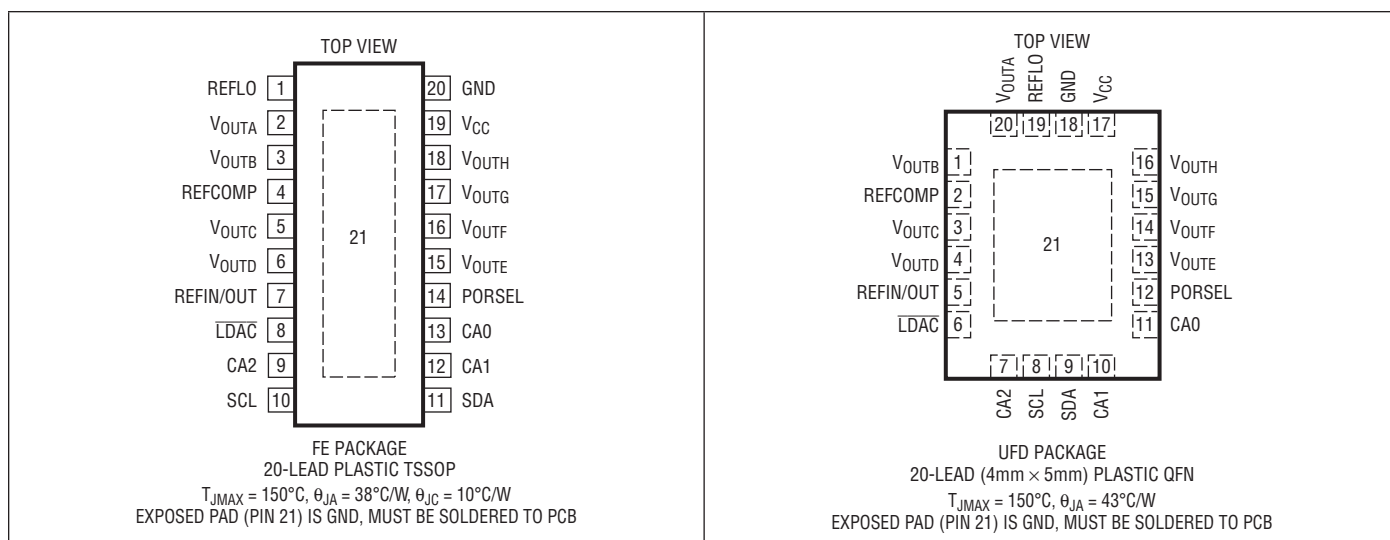 TOP VIEW
REFLO 1
VOUTA 2
VOUTB 3
REFCOMP 4
VOUTC 5
VOUTD 6
REFIN/OUT 7
LDAC 8
CA2 9
SCL 10
20 GND
19 VCC
18 VOUTH
17 VOUTG
16 VOUTF
15 VOUTE
14 PORSEL
13 CA0
12 CA1
11 SDA
21
FE PACKAGE
20-LEAD PLASTIC TSSOP
TJMAX = 150°C, θJA = 38°C/W, θJC = 10°C/W
EXPOSED PAD (PIN 21) IS GND, MUST BE SOLDERED TO PCB
TOP VIEW
VOUTA
REFLO
GND
VCC
20 19 18 17
VOUTB 1
REFCOMP 2
VOUTC 3
VOUTD 4
REFIN/OUT 5
LDAC 6
16 VOUTH
15 VOUTG
14 VOUTF
13 VOUTE
12 PORSEL
11 CA0
21
7 8 9 10
CA2
SCL
SDA
CA1
UFD PACKAGE
20-LEAD (4mm × 5mm) PLASTIC QFN
TJMAX = 150°C, θJA = 43°C/W
EXPOSED PAD (PIN 21) IS GND, MUST BE SOLDERED TO PCB